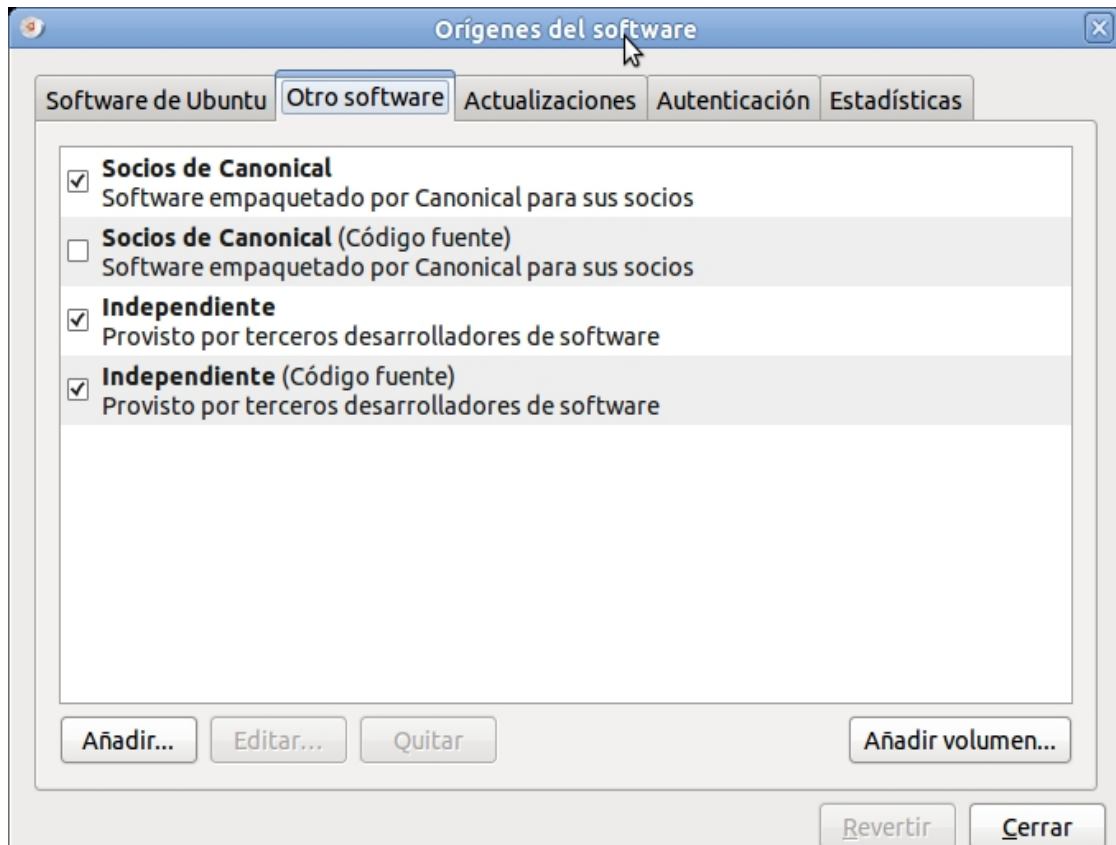 Orígenes del software
Software de Ubuntu
Otro software
Actualizaciones
Autenticación
Estadísticas
Socios de Canonical
Software empaquetado por Canonical para sus socios
Socios de Canonical (Código fuente)
Software empaquetado por Canonical para sus socios
Independiente
Provisto por terceros desarrolladores de software
Independiente (Código fuente)
Provisto por terceros desarrolladores de software
Añadir...
Editar...
Quitar
Añadir volumen...
Revertir
Cerrar